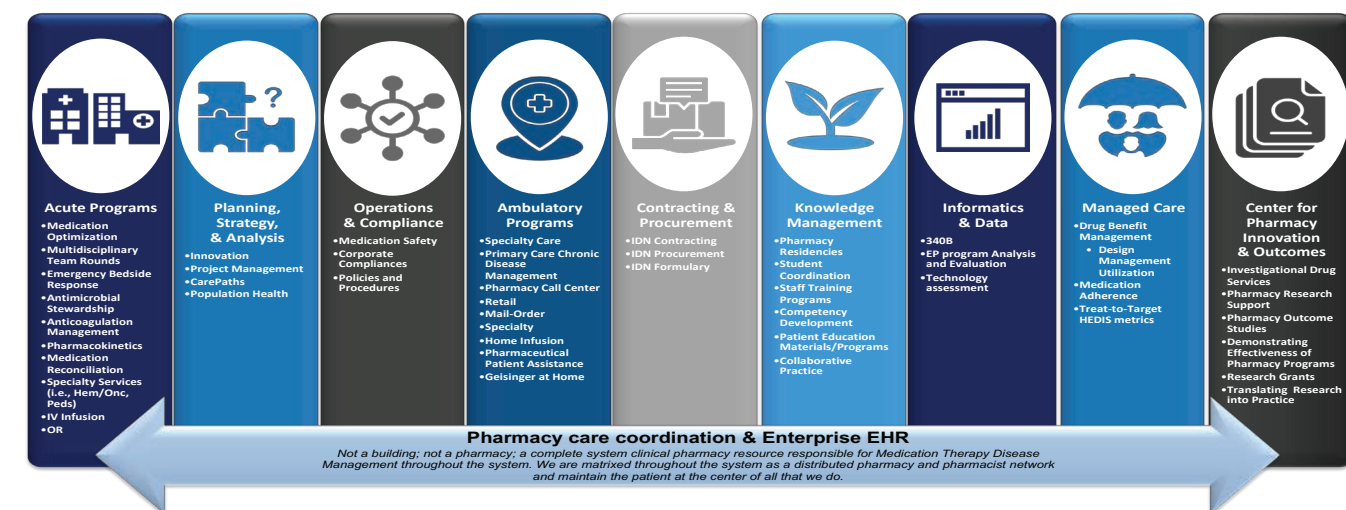 Acute Programs
•Medication
Optimization
•Multidisciplinary
Team Rounds
•Emergency Bedside
Response
•Antimicrobial
Stewardship
•Anticoagulation
Management
•Pharmacokinetics
•Medication
Reconciliation
•Specialty Services
(i.e., Hem/Onc,
Peds)
•IV Infusion
•OR
?
Planning,
Strategy,
& Analysis
•Innovation
•Project Management
•CarePaths
•Population Health
Operations
& Compliance
•Medication Safety
•Corporate
Compliances
•Policies and
Procedures
Ambulatory
Programs
•Specialty Care
•Primary Care Chronic
Disease
Management
•Pharmacy Call Center
•Retail
•Mail-Order
•Specialty
•Home Infusion
•Pharmaceutical
Patient Assistance
•Geisinger at Home
Contracting &
Procurement
•IDN Contracting
•IDN Procurement
•IDN Formulary
Knowledge
Management
•Pharmacy
Residencies
•Student
Coordination
•Staff Training
Programs
•Competency
Development
•Patient Education
Materials/Programs
•Collaborative
Practice
Informatics
& Data
•340B
•EP program Analysis
and Evaluation
•Technology
assessment
Managed Care
•Drug Benefit
Management
• Design
Management
Utilization
•Medication
Adherence
•Treat-to-Target
HEDIS metrics
Center for
Pharmacy
Innovation
& Outcomes
•Investigational Drug
Services
•Pharmacy Research
Support
•Pharmacy Outcome
Studies
•Demonstrating
Effectiveness of
Pharmacy Programs
•Research Grants
•Translating Research
into Practice
Pharmacy care coordination & Enterprise EHR
Not a building; not a pharmacy; a complete system clinical pharmacy resource responsible for Medication Therapy Disease
Management throughout the system. We are matrixed throughout the system as a distributed pharmacy and pharmacist network
and maintain the patient at the center of all that we do.